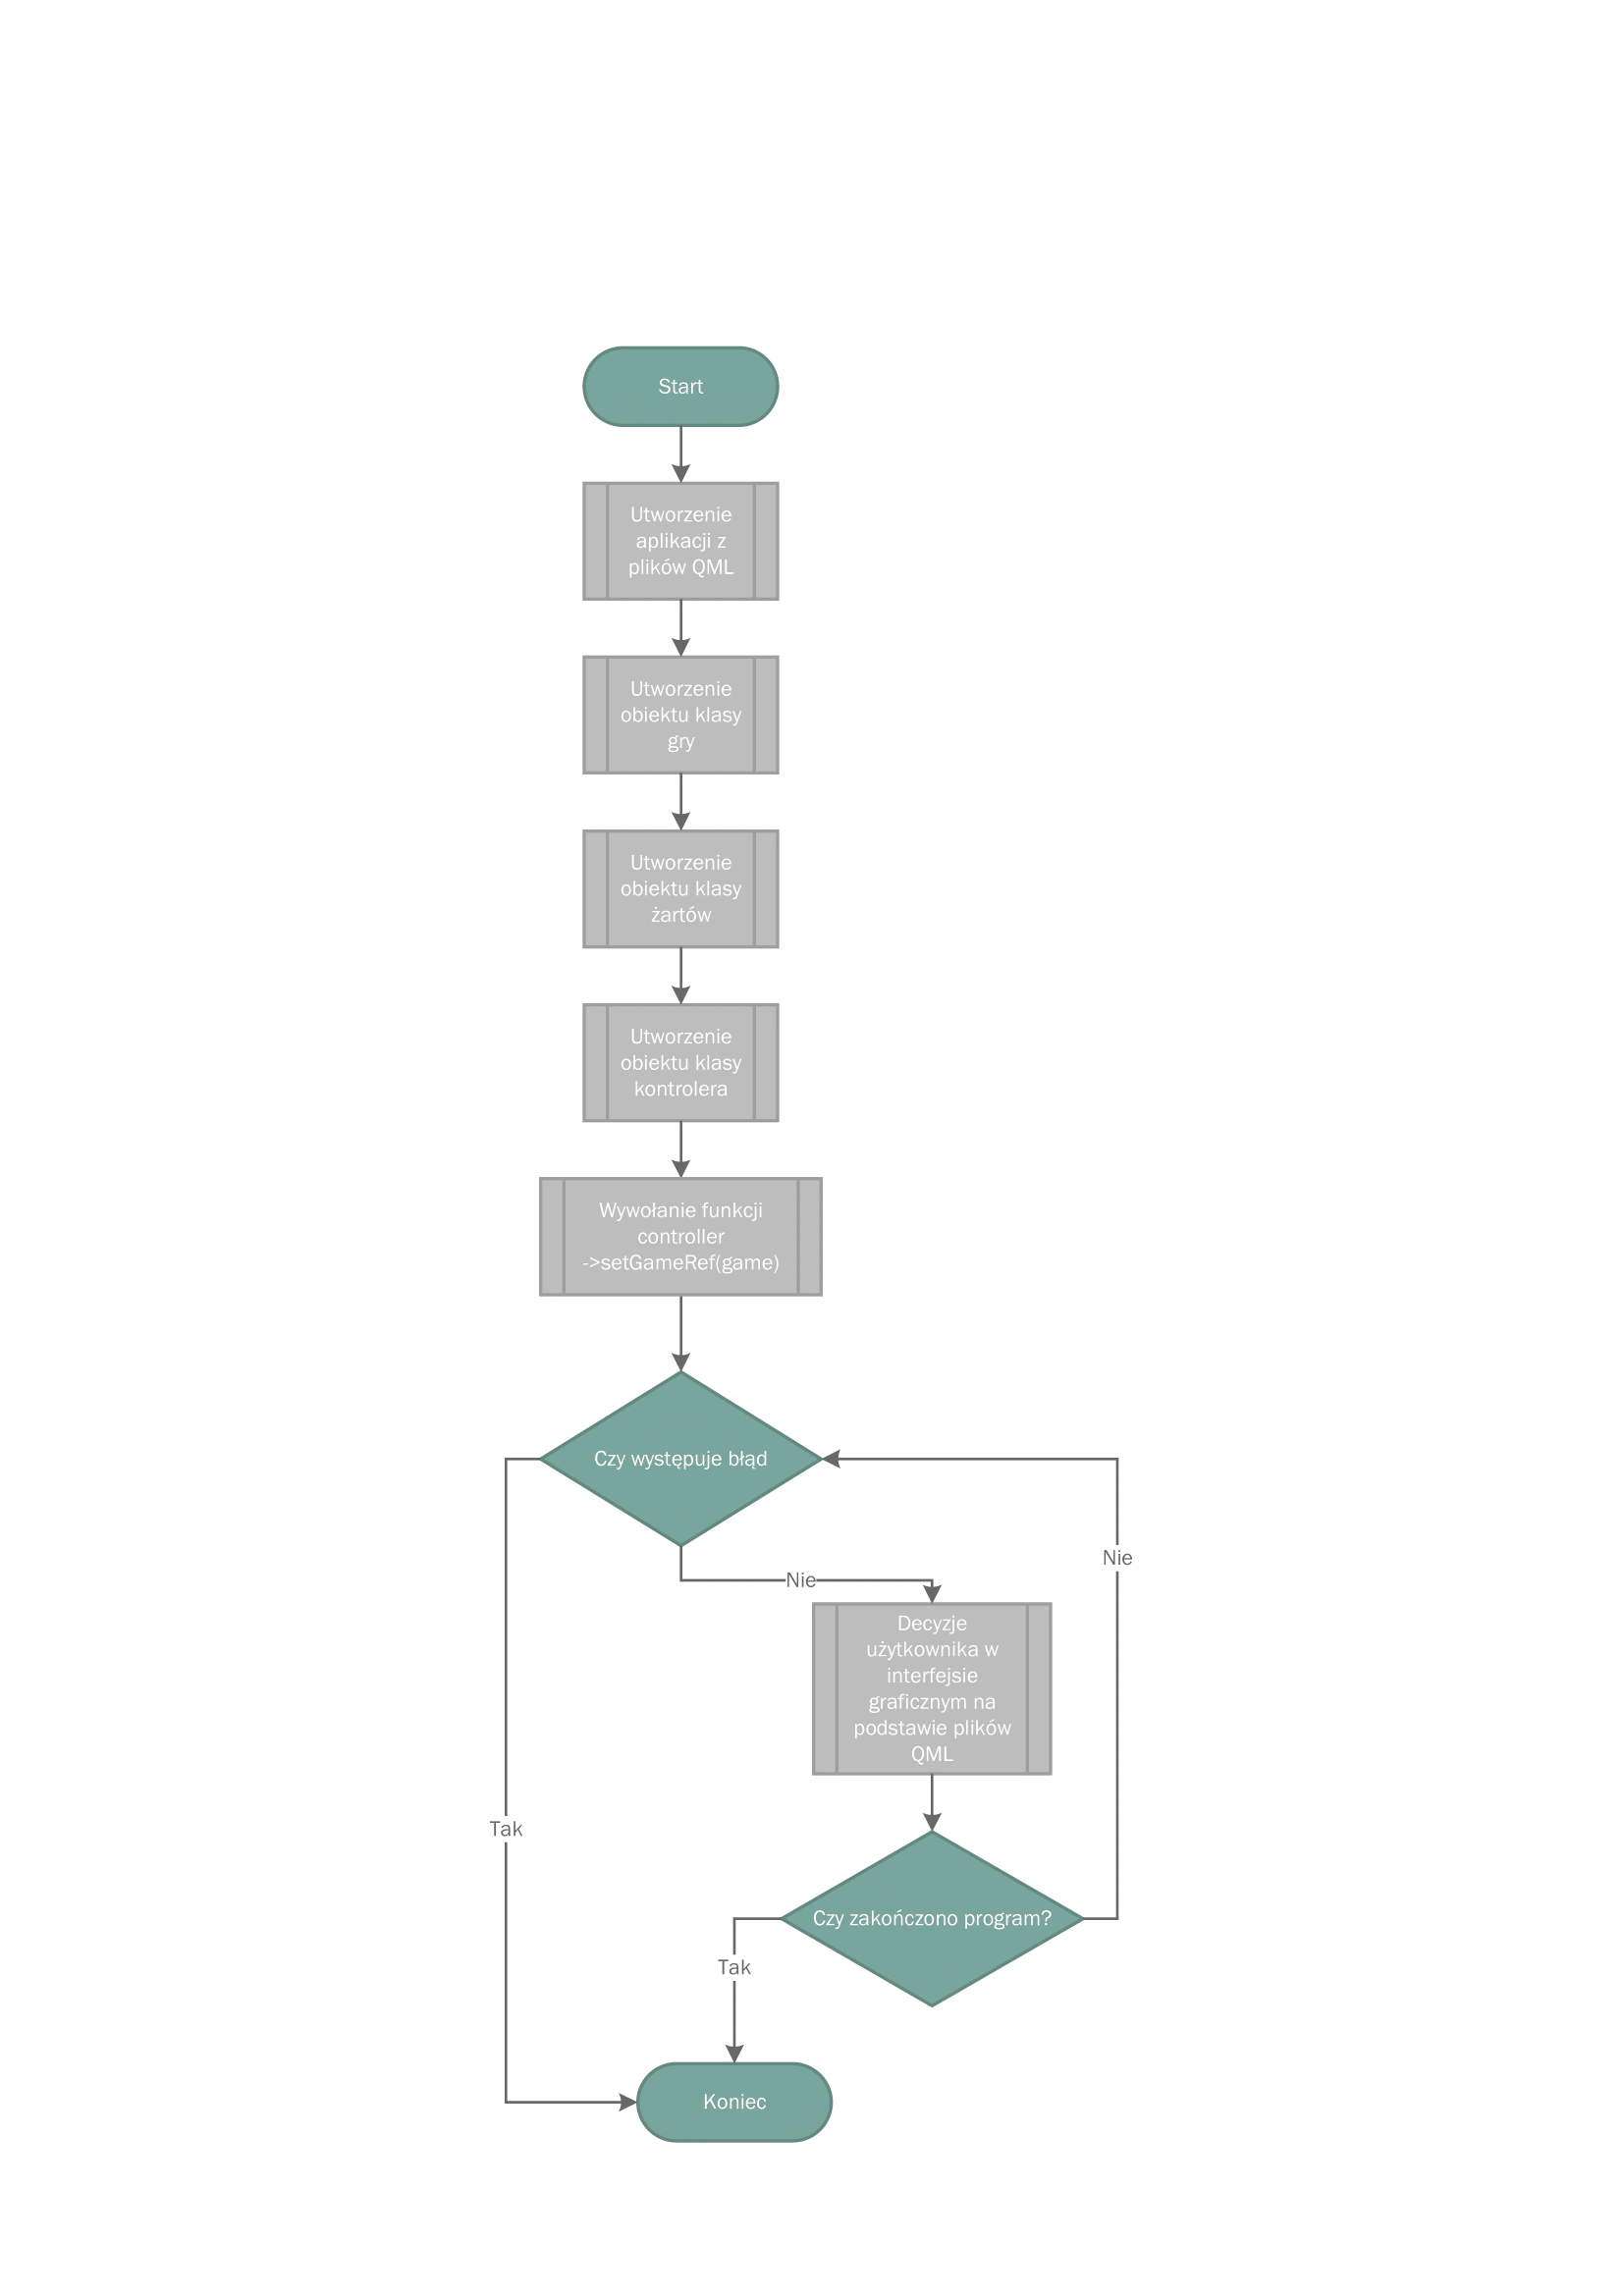 Start
Utworzenie
aplikacji z
plików QML
Utworzenie
obiektu klasy
gry
Utworzenie
obiektu klasy
żartów
Utworzenie
obiektu klasy
kontrolera
Wywołanie funkcji
controller
->setGameRef(game)
Czy występuje błąd
Nie
Nie
Decyzje
użytkownika w
interfejsie
graficznym na
podstawie plików
QML
Tak
Czy zakończono program?
Tak
Koniec